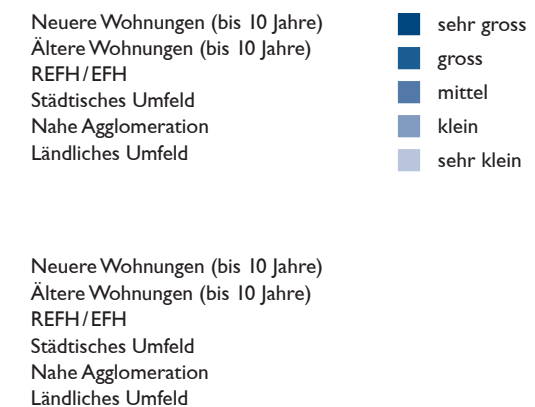 Neuere Wohnungen (bis 10 Jahre)
Ältere Wohnungen (bis 10 Jahre)
REFH/EFH
Städtisches Umfeld
Nahe Agglomeration
Ländliches Umfeld
sehr gross
gross
mittel
klein
sehr klein
Neuere Wohnungen (bis 10 Jahre)
Ältere Wohnungen (bis 10 Jahre)
REFH/EFH
Städtisches Umfeld
Nahe Agglomeration
Ländliches Umfeld